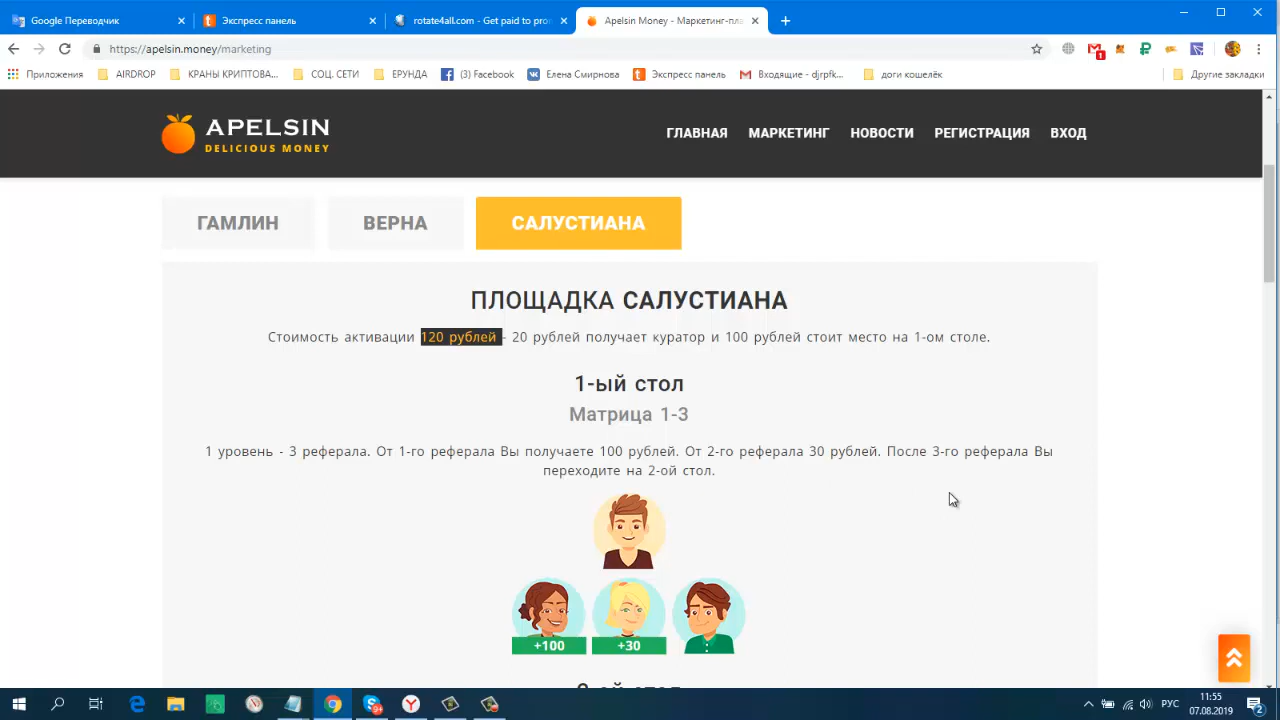 Google Переводчик
Экспресс панель
rotate4all.com - Get paid to pro
Apelsin Money - Маркетинг-пла
https://apelsin.money/marketing
1
Приложения
AIRDROP
КРАНЫ КРИПТОВА...
СОЦ. СЕТИ
ЕРУНДА
(3) Facebook
Елена Смирнова
Экспресс панель
Входящие - djrpfk...
доги кошелёк
Другие закладки
APELSIN
DELICIOUS MONEY
ГЛАВНАЯ
МАРКЕТИНГ
НОВОСТИ
РЕГИСТРАЦИЯ
ВХОД
ГАМЛИН
ВЕРНА
САЛУСТИАНА
ПЛОЩАДКА САЛУСТИАНА
Стоимость активации 120 рублей - 20 рублей получает куратор и 100 рублей стоит место на 1-ом столе.
1-ый стол
Матрица 1-3
1 уровень - 3 реферала. От 1-го реферала Вы получаете 100 рублей. От 2-го реферала 30 рублей. После 3-го реферала Вы
переходите на 2-ой стол.
+100
+30
2-ой стол
РУС
11:55
07.08.2019
2